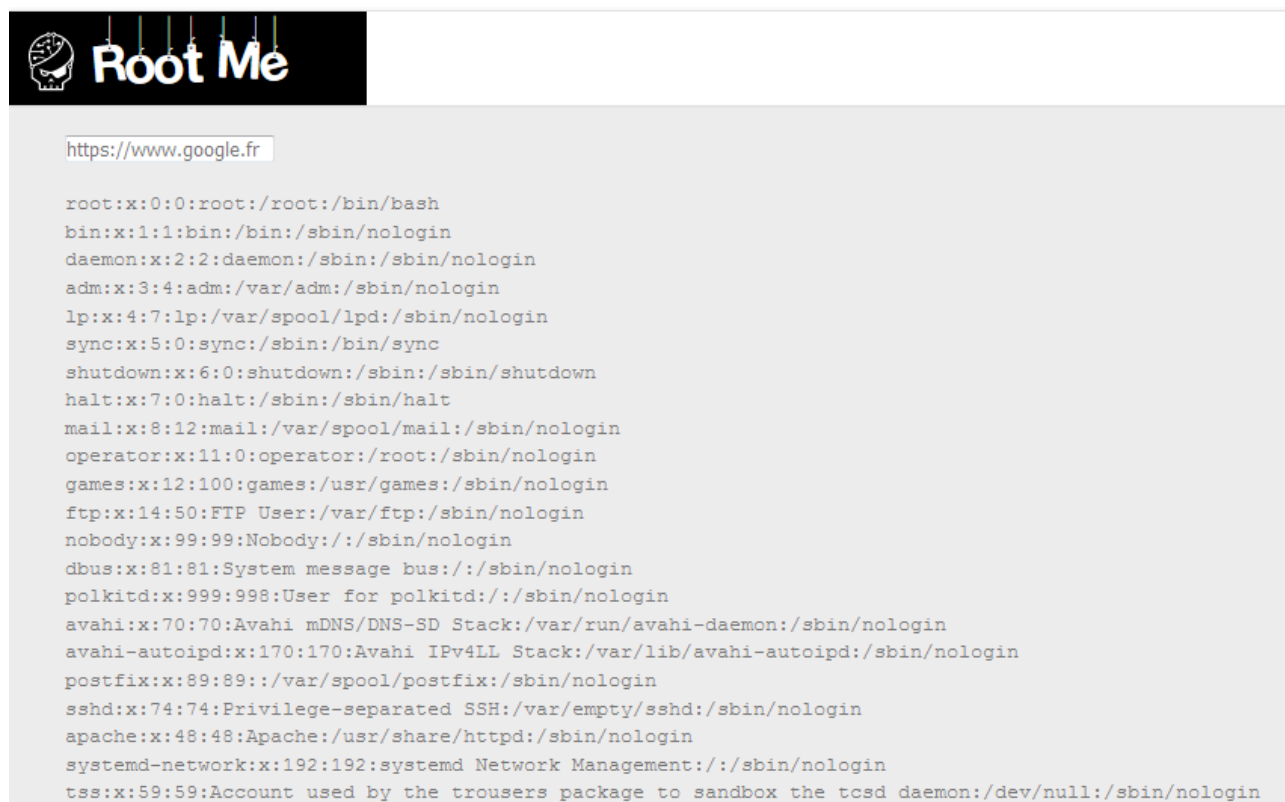 Root Me
https://www.google.fr
root:x:0:0:root:/root:/bin/bash
bin:x:1:1:bin:/bin:/sbin/nologin
daemon:x:2:2:daemon:/sbin:/sbin/nologin
adm:x:3:4:adm:/var/adm:/sbin/nologin
lp:x:4:7:lp:/var/spool/lpd:/sbin/nologin
sync:x:5:0:sync:/sbin:/bin/sync
shutdown:x:6:0:shutdown:/sbin:/sbin/shutdown
halt:x:7:0:halt:/sbin:/sbin/halt
mail:x:8:12:mail:/var/spool/mail:/sbin/nologin
operator:x:11:0:operator:/root:/sbin/nologin
games:x:12:100:games:/usr/games:/sbin/nologin
ftp:x:14:50:FTP User:/var/ftp:/sbin/nologin
nobody:x:99:99:Nobody:/:/sbin/nologin
dbus:x:81:81:System message bus:/:/sbin/nologin
polkitd:x:999:998:User for polkitd:/:/sbin/nologin
avahi:x:70:70:Avahi mDNS/DNS-SD Stack:/var/run/avahi-daemon:/sbin/nologin
avahi-autoipd:x:170:170:Avahi IPv4LL Stack:/var/lib/avahi-autoipd:/sbin/nologin
postfix:x:89:89::/var/spool/postfix:/sbin/nologin
sshd:x:74:74:Privilege-separated SSH:/var/empty/sshd:/sbin/nologin
apache:x:48:48:Apache:/usr/share/httpd:/sbin/nologin
systemd-network:x:192:192:systemd Network Management:/:/sbin/nologin
tss:x:59:59:Account used by the trousers package to sandbox the tcsd daemon:/dev/null:/sbin/nologin